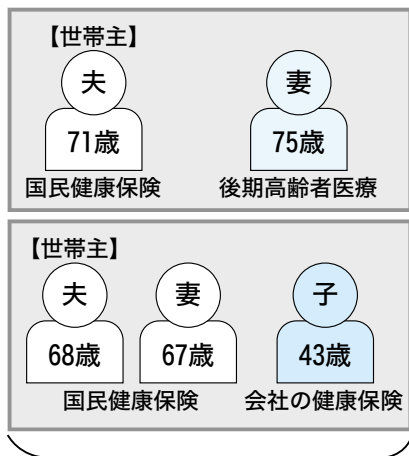 【世帯主】
夫 妻
71歳 75歳
国民健康保険 後期高齢者医療
【世帯主】
夫 妻 子
68歳 67歳 43歳
国民健康保険 会社の健康保険